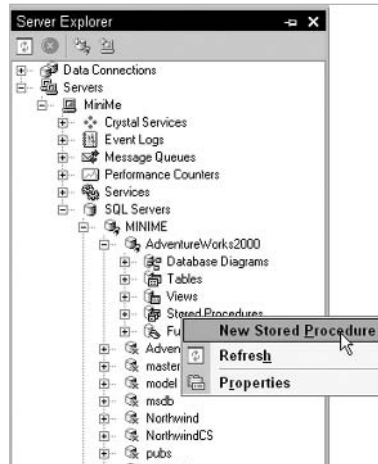 Server Explorer
Data Connections
Servers
MiniMe
Crystal Services
Event Logs
Message Queues
Performance Counters
Services
SQL Servers
MINIME
AdventureWorks2000
Database Diagrams
Tables
Views
Stored Procedures
Fu
New Stored Procedure
Adven
Refresh
master
model
Properties
msdb
Northwind
NorthwindCS
pubs